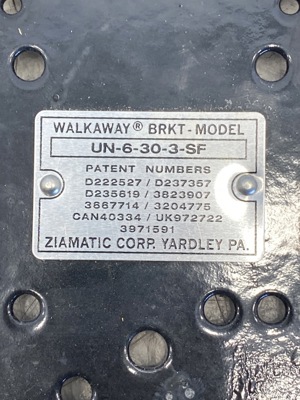 WALKAWAY® BRKT-MODEL
UN-6-30-3-SF
PATENT NUMBERS
D222527 / D237357
D235619 / 3823907
3667714 / 3204775
CAN40334 / UK972722
3971591
ZIAMATIC CORP. YARDLEY PA.